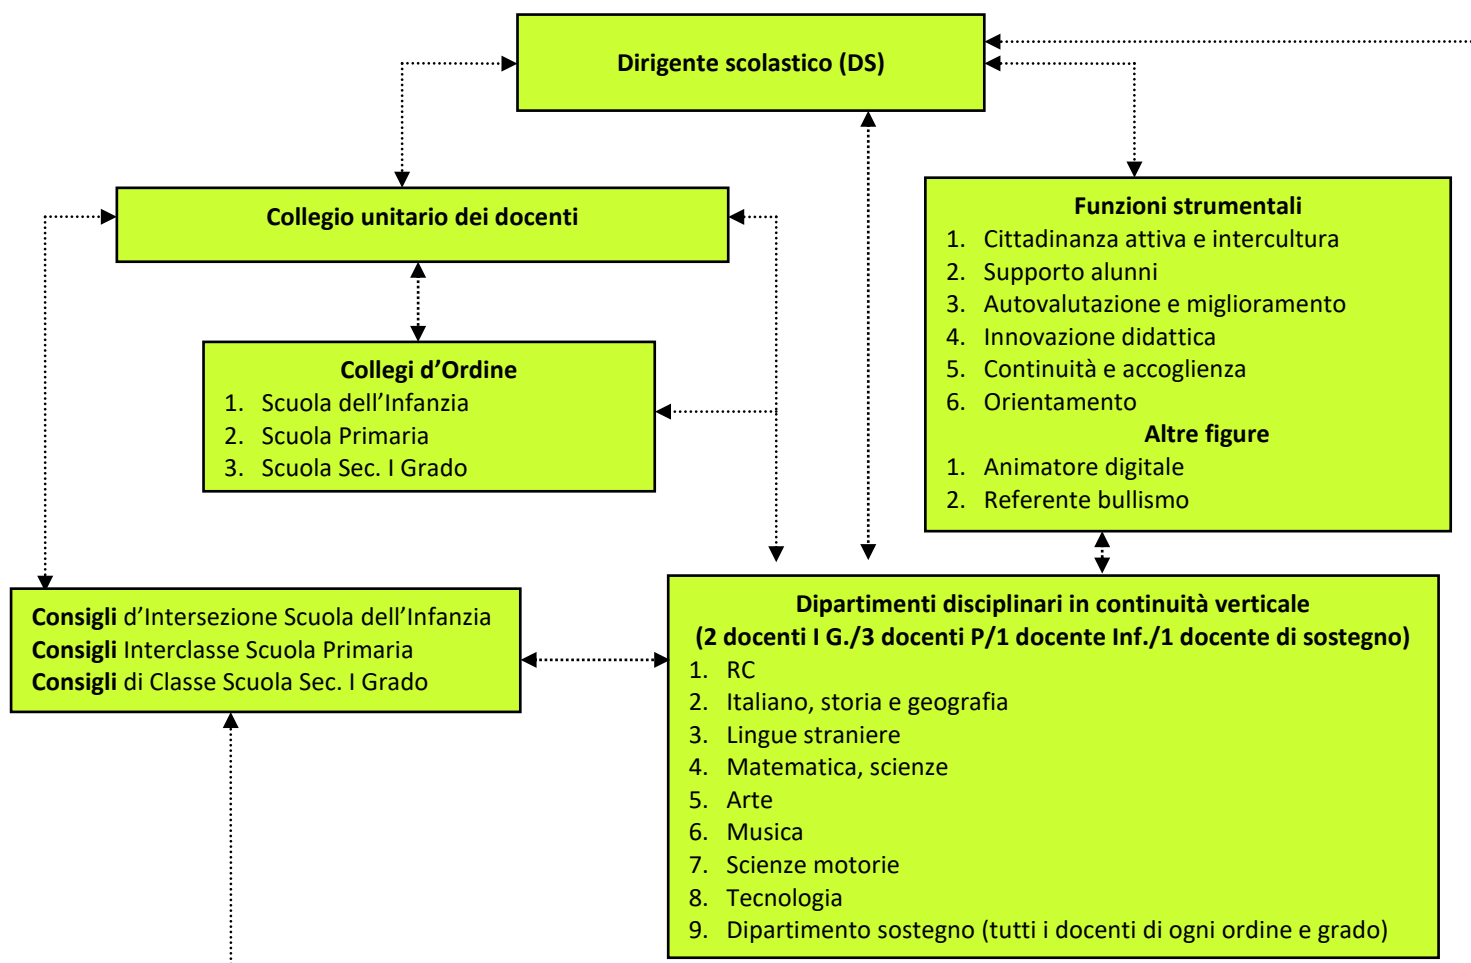 Dirigente scolastico (DS)
Collegio unitario dei docenti
Funzioni strumentali
1. Cittadinanza attiva e intercultura
2. Supporto alunni
3. Autovalutazione e miglioramento
4. Innovazione didattica
5. Continuità e accoglienza
6. Orientamento
Altre figure
1. Animatore digitale
2. Referente bullismo
Collegi d’Ordine
1. Scuola dell’Infanzia
2. Scuola Primaria
3. Scuola Sec. I Grado
Consigli d’Intersezione Scuola dell’Infanzia
Consigli Interclasse Scuola Primaria
Consigli di Classe Scuola Sec. I Grado
Dipartimenti disciplinari in continuità verticale
(2 docenti I G./3 docenti P/1 docente Inf./1 docente di sostegno)
1. RC
2. Italiano, storia e geografia
3. Lingue straniere
4. Matematica, scienze
5. Arte
6. Musica
7. Scienze motorie
8. Tecnologia
9. Dipartimento sostegno (tutti i docenti di ogni ordine e grado)